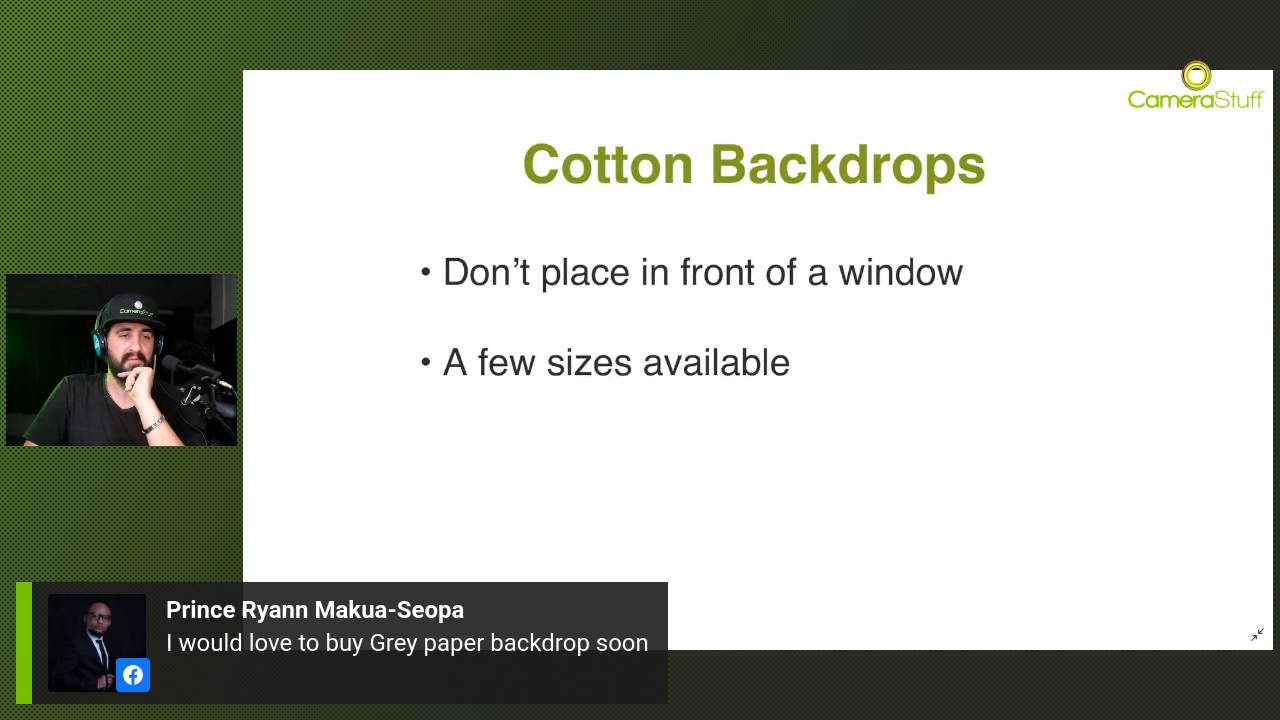 CameraStuff
Cotton Backdrops
• Don’t place in front of a window
• A few sizes available
CameraStuff
Prince Ryann Makua-Seopa
I would love to buy Grey paper backdrop soon